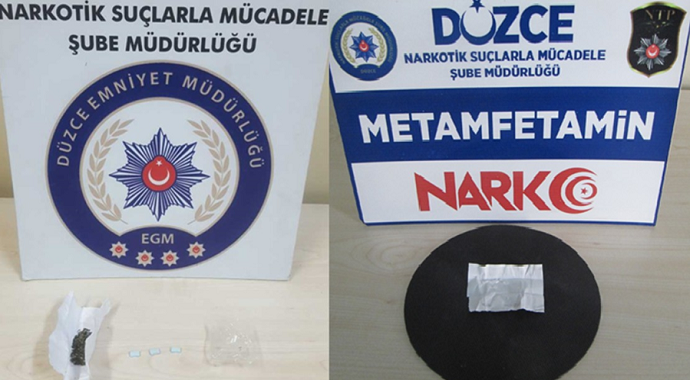 NARKOTİK SUÇLARLA MÜCADELE
ŞUBE MÜDÜRLÜĞÜ
DÜZCE EMNİYET MÜDÜRLÜĞÜ
EGM
DÜZCE
NARKOTİK SUÇLARLA MÜCADELE
ŞUBE MÜDÜRLÜĞÜ
METAMFETAMİN
NARKO